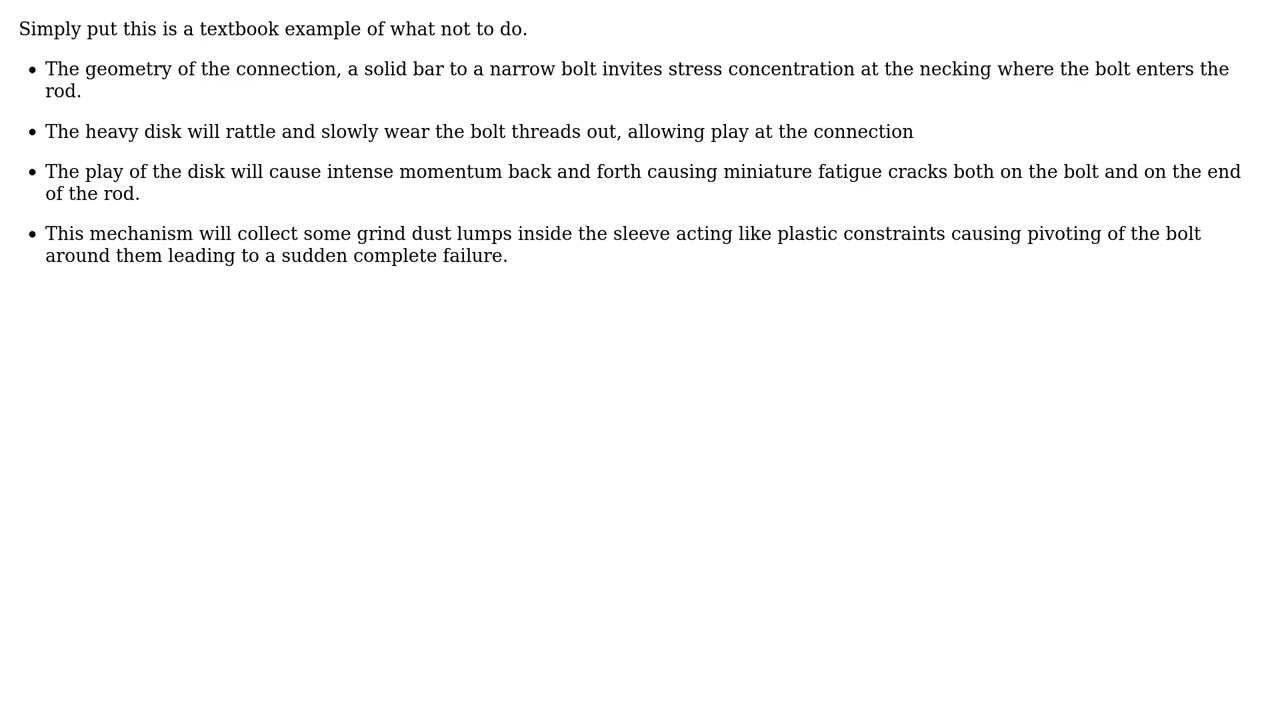 Simply put this is a textbook example of what not to do.
• The geometry of the connection, a solid bar to a narrow bolt invites stress concentration at the necking where the bolt enters the
rod.
• The heavy disk will rattle and slowly wear the bolt threads out, allowing play at the connection
• The play of the disk will cause intense momentum back and forth causing miniature fatigue cracks both on the bolt and on the end
of the rod.
• This mechanism will collect some grind dust lumps inside the sleeve acting like plastic constraints causing pivoting of the bolt
around them leading to a sudden complete failure.